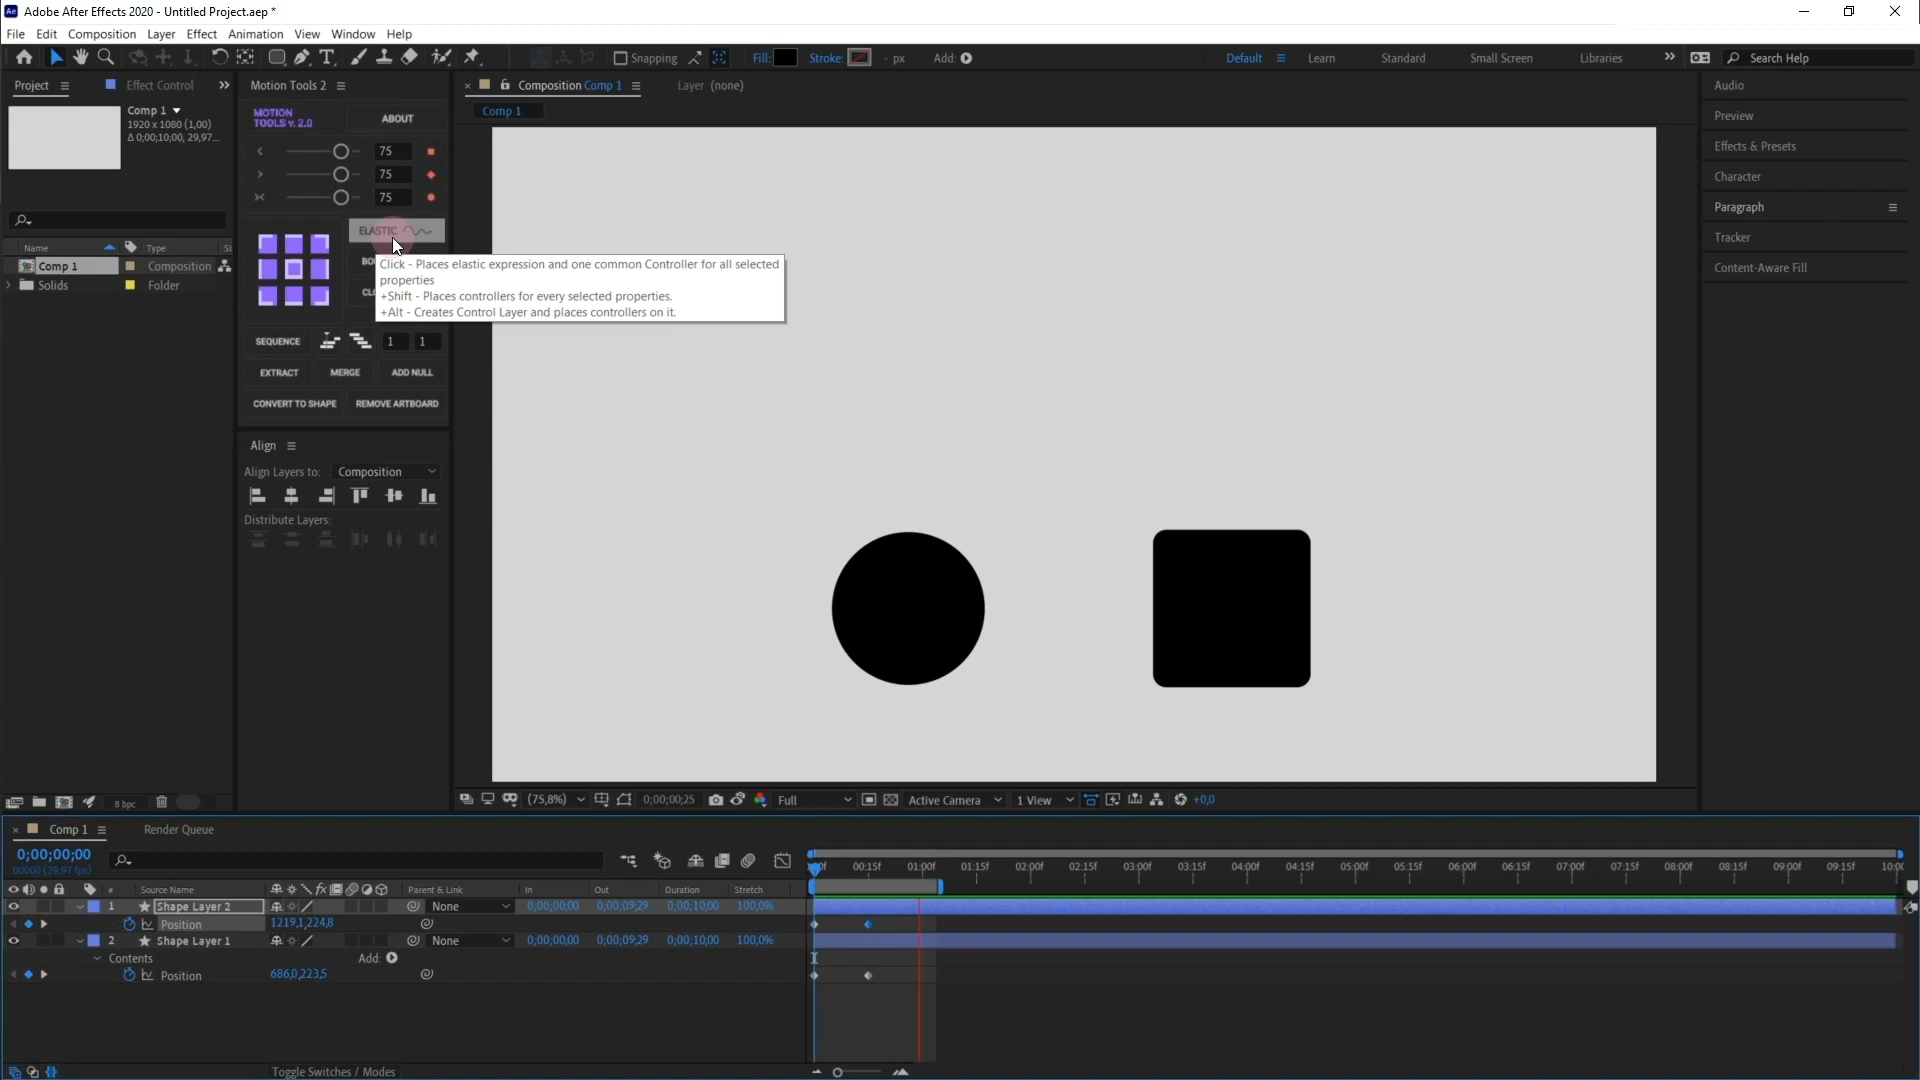 Adobe After Effects 2020 - Untitled Project.aep *
File Edit Composition Layer Effect Animation View Window Help
Snapping Fill: Stroke: - px Add: Default Learn Standard Small Screen Libraries Search Help
Project Effect Control
Comp 1
1920 x 1080 (1,00)
Δ 0;00;10;00, 29,97...
Name Type
Comp 1 Composition
Solids Folder
8 bpc
Motion Tools 2
MOTION
TOOLS v. 2.0
ABOUT
75
75
75
ELASTIC
Click - Places elastic expression and one common Controller for all selected
properties
+Shift - Places controllers for every selected properties.
+Alt - Creates Control Layer and places controllers on it.
SEQUENCE 1 1
EXTRACT MERGE ADD NULL
CONVERT TO SHAPE REMOVE ARTBOARD
Align
Align Layers to: Composition
Distribute Layers:
Composition Comp 1 Layer (none)
Comp 1
(75,8%) 0;00;00;25 Full Active Camera 1 View +0,0
Audio
Preview
Effects & Presets
Character
Paragraph
Tracker
Content-Aware Fill
Comp 1 Render Queue
0;00;00;00
00000 (29.97 fps)
00:15f 01:00f 01:15f 02:00f 02:15f 03:00f 03:15f 04:00f 04:15f 05:00f 05:15f 06:00f 06:15f 07:00f 07:15f 08:00f 08:15f 09:00f 09:15f
# Source Name Parent & Link In Out Duration Stretch
1 Shape Layer 2 None 0;00;00;00 0;00;09;29 0;00;10;00 100,0%
Position 1219,1,224,8
2 Shape Layer 1 None 0;00;00;00 0;00;09;29 0;00;10;00 100,0%
Contents Add:
Position 686,0,223,5
Toggle Switches / Modes